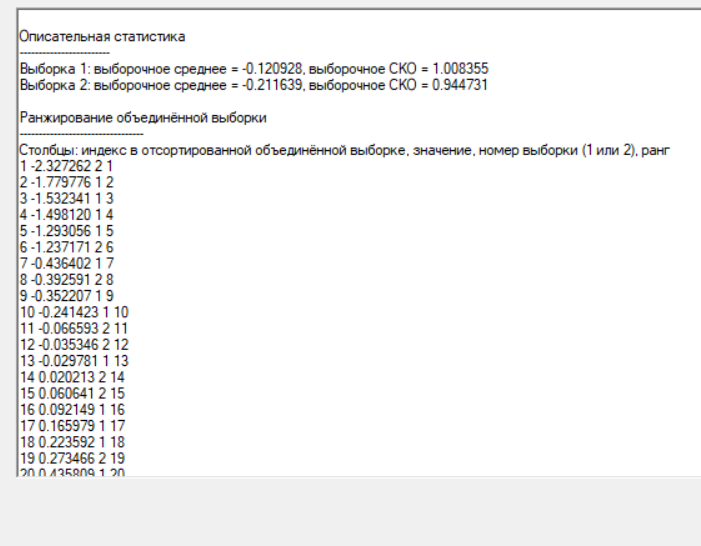 Описательная статистика
------------------------
Выборка 1: выборочное среднее = -0.120928, выборочное СКО = 1.008355
Выборка 2: выборочное среднее = -0.211639, выборочное СКО = 0.944731
Ранжирование объединённой выборки
---------------------------------
Столбцы: индекс в отсортированной объединённой выборке, значение, номер выборки (1 или 2), ранг
1 -2.327262 2 1
2 -1.779776 1 2
3 -1.532341 1 3
4 -1.498120 1 4
5 -1.293056 1 5
6 -1.237171 2 6
7 -0.436402 1 7
8 -0.392591 2 8
9 -0.352207 1 9
10 -0.241423 1 10
11 -0.066593 2 11
12 -0.035346 2 12
13 -0.029781 1 13
14 0.020213 2 14
15 0.060641 2 15
16 0.092149 1 16
17 0.165979 1 17
18 0.223592 1 18
19 0.273466 2 19
20 0.435809 1 20